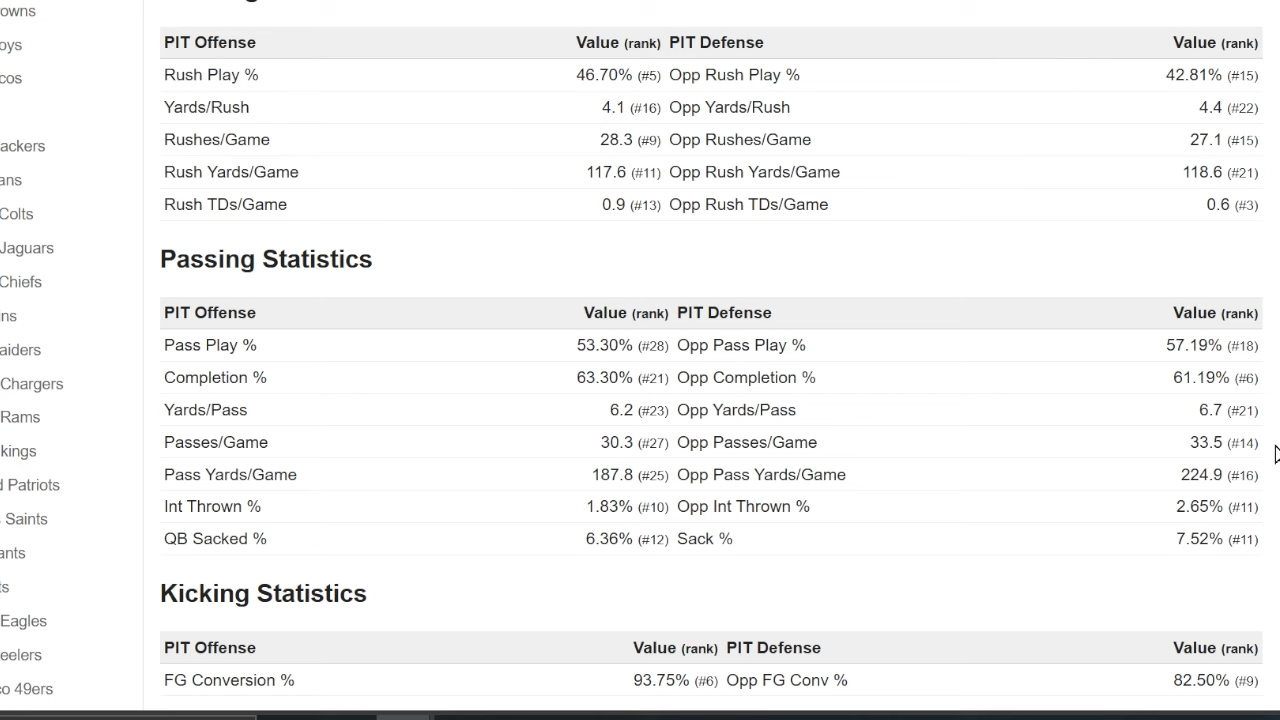 owns
oys
cos
ackers
ans
Colts
Jaguars
Chiefs
ns
aiders
Chargers
Rams
kings
d Patriots
Saints
ants
ts
Eagles
eelers
co 49ers
PIT Offense Value (rank) PIT Defense Value (rank)
Rush Play % 46.70% (#5) Opp Rush Play % 42.81% (#15)
Yards/Rush 4.1 (#16) Opp Yards/Rush 4.4 (#22)
Rushes/Game 28.3 (#9) Opp Rushes/Game 27.1 (#15)
Rush Yards/Game 117.6 (#11) Opp Rush Yards/Game 118.6 (#21)
Rush TDs/Game 0.9 (#13) Opp Rush TDs/Game 0.6 (#3)
Passing Statistics
PIT Offense Value (rank) PIT Defense Value (rank)
Pass Play % 53.30% (#28) Opp Pass Play % 57.19% (#18)
Completion % 63.30% (#21) Opp Completion % 61.19% (#6)
Yards/Pass 6.2 (#23) Opp Yards/Pass 6.7 (#21)
Passes/Game 30.3 (#27) Opp Passes/Game 33.5 (#14)
Pass Yards/Game 187.8 (#25) Opp Pass Yards/Game 224.9 (#16)
Int Thrown % 1.83% (#10) Opp Int Thrown % 2.65% (#11)
QB Sacked % 6.36% (#12) Sack % 7.52% (#11)
Kicking Statistics
PIT Offense Value (rank) PIT Defense Value (rank)
FG Conversion % 93.75% (#6) Opp FG Conv % 82.50% (#9)